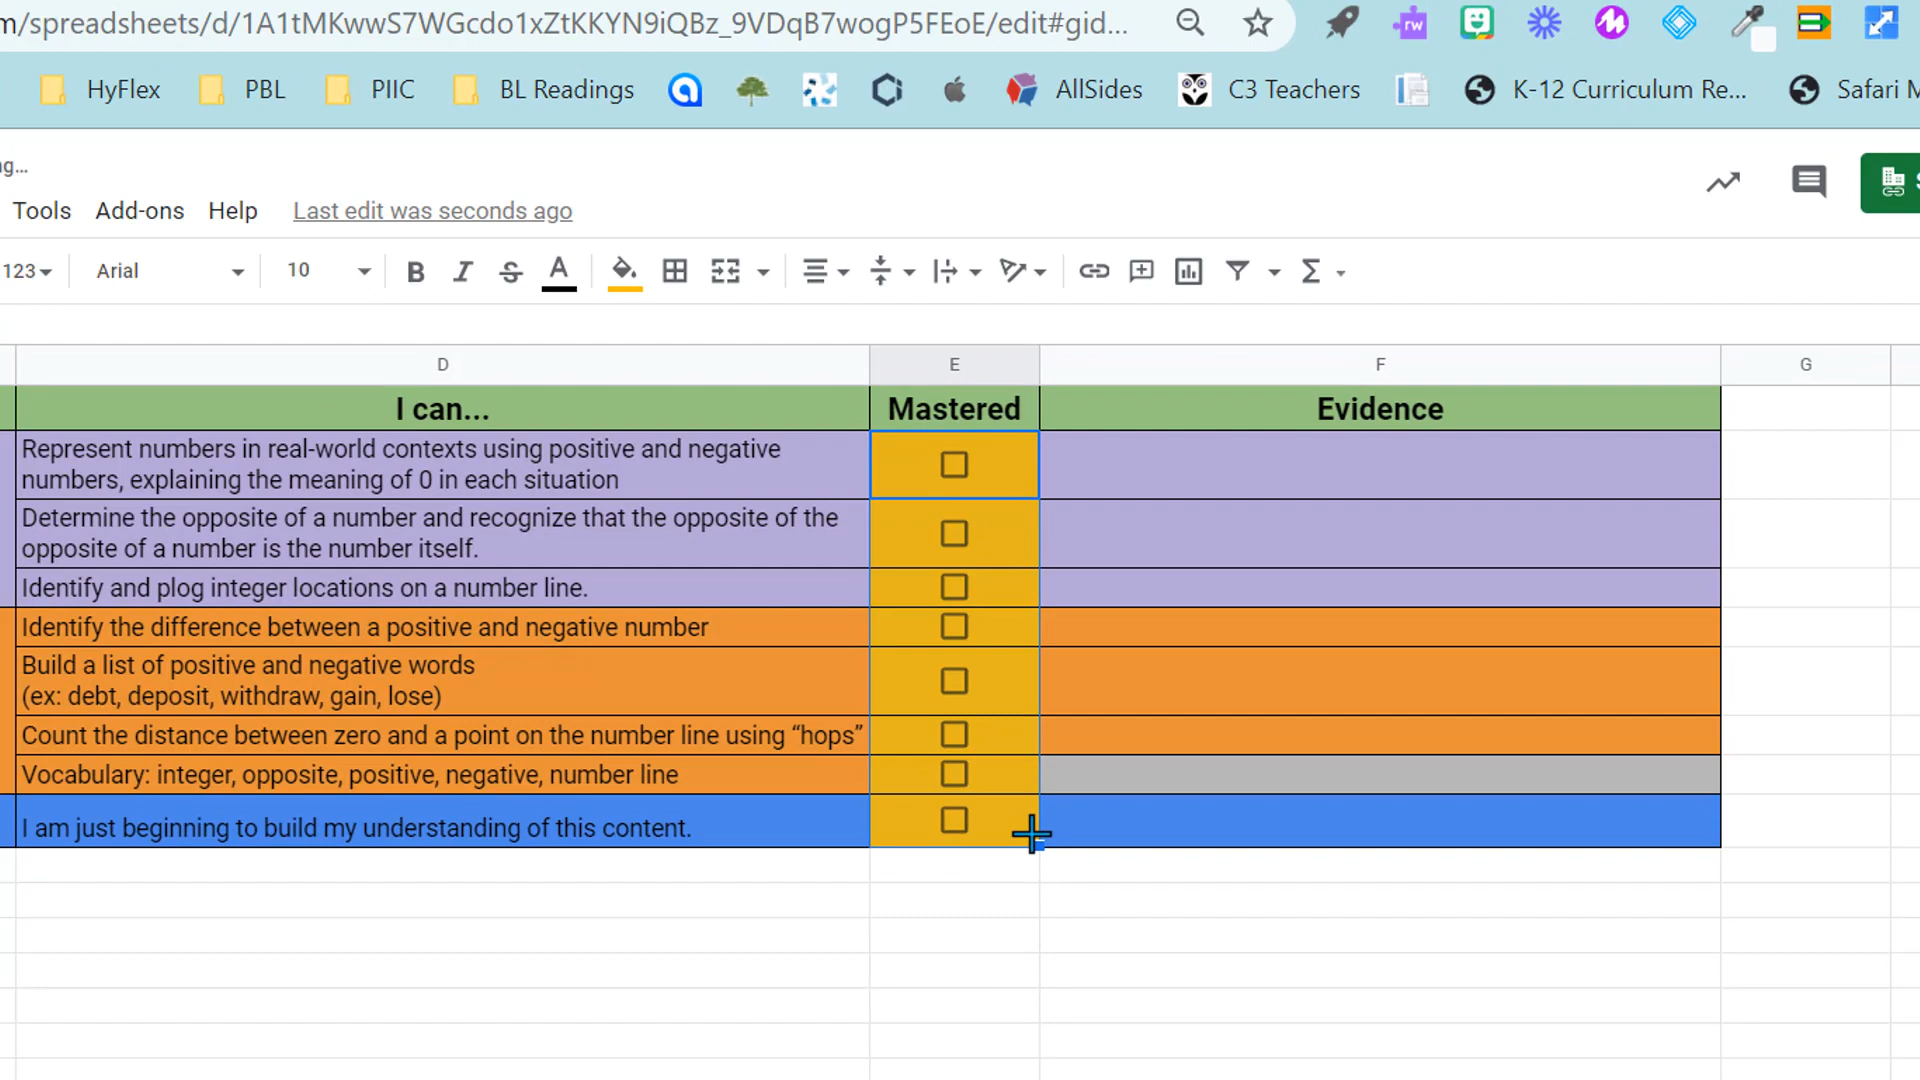 m/spreadsheets/d/1A1tMKwwS7WGcdo1xZtKKYN9iQBz_9VDqB7wogP5FEoE/edit#gid...
rw
HyFlex PBL PIIC BL Readings AllSides C3 Teachers K-12 Curriculum Re... Safari M
ng...
Tools Add-ons Help Last edit was seconds ago
S
123 Arial 10 B I S A
D E F G
I can... Mastered Evidence
Represent numbers in real-world contexts using positive and negative
numbers, explaining the meaning of 0 in each situation
Determine the opposite of a number and recognize that the opposite of the
opposite of a number is the number itself.
Identify and plog integer locations on a number line.
Identify the difference between a positive and negative number
Build a list of positive and negative words
(ex: debt, deposit, withdraw, gain, lose)
Count the distance between zero and a point on the number line using “hops”
Vocabulary: integer, opposite, positive, negative, number line
I am just beginning to build my understanding of this content.